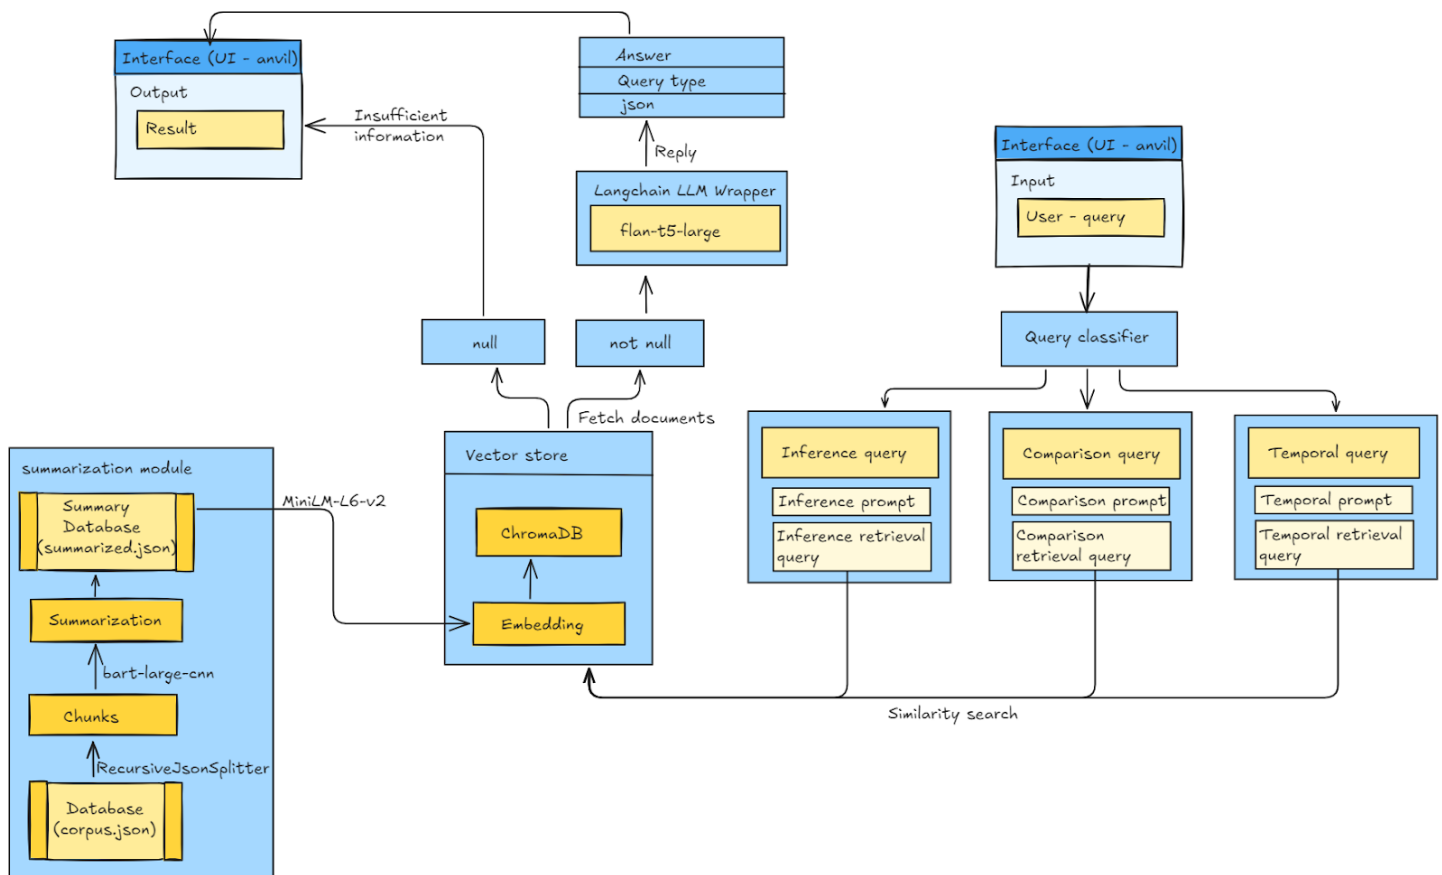 Interface (UI - anvil)
Output
Result
Insufficient
information
Answer
Query type
json
Reply
Langchain LLM Wrapper
flan-t5-large
null
not null
Fetch documents
Interface (UI - anvil)
Input
User - query
Query classifier
Inference query
Inference prompt
Inference retrieval
query
Comparison query
Comparison prompt
Comparison
retrieval query
Temporal query
Temporal prompt
Temporal retrieval
query
Similarity search
Vector store
ChromaDB
Embedding
MiniLM-L6-v2
summarization module
Summary
Database
(summarized.json)
Summarization
bart-large-cnn
Chunks
RecursiveJsonSplitter
Database
(corpus.json)